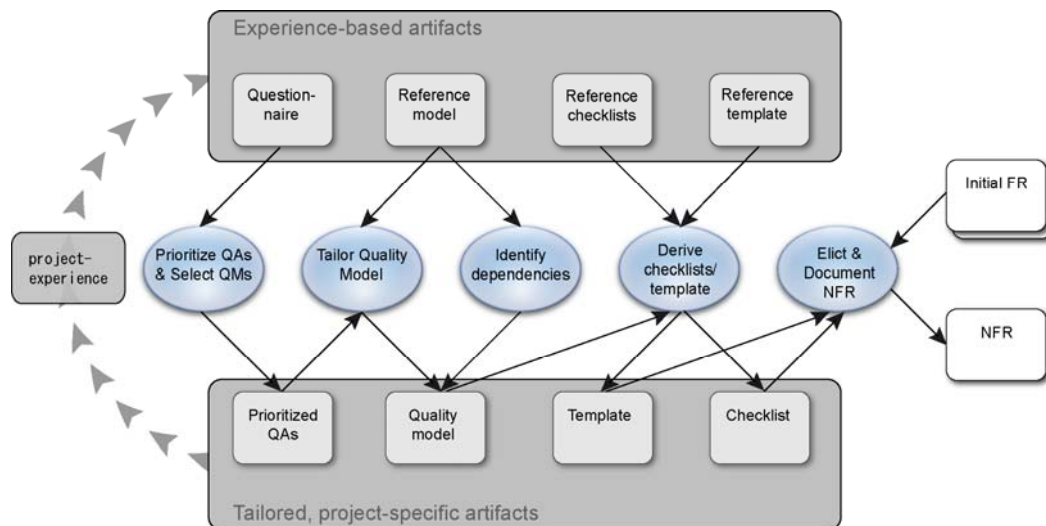 Experience-based artifacts
Question-
naire
Reference
model
Reference
checklists
Reference
template
Initial FR
project-
experience
Prioritize QAs
& Select QMs
Tailor Quality
Model
Identify
dependencies
Derive
checklists/
template
Elict &
Document
NFR
NFR
Prioritized
QAs
Quality
model
Template
Checklist
Tailored, project-specific artifacts